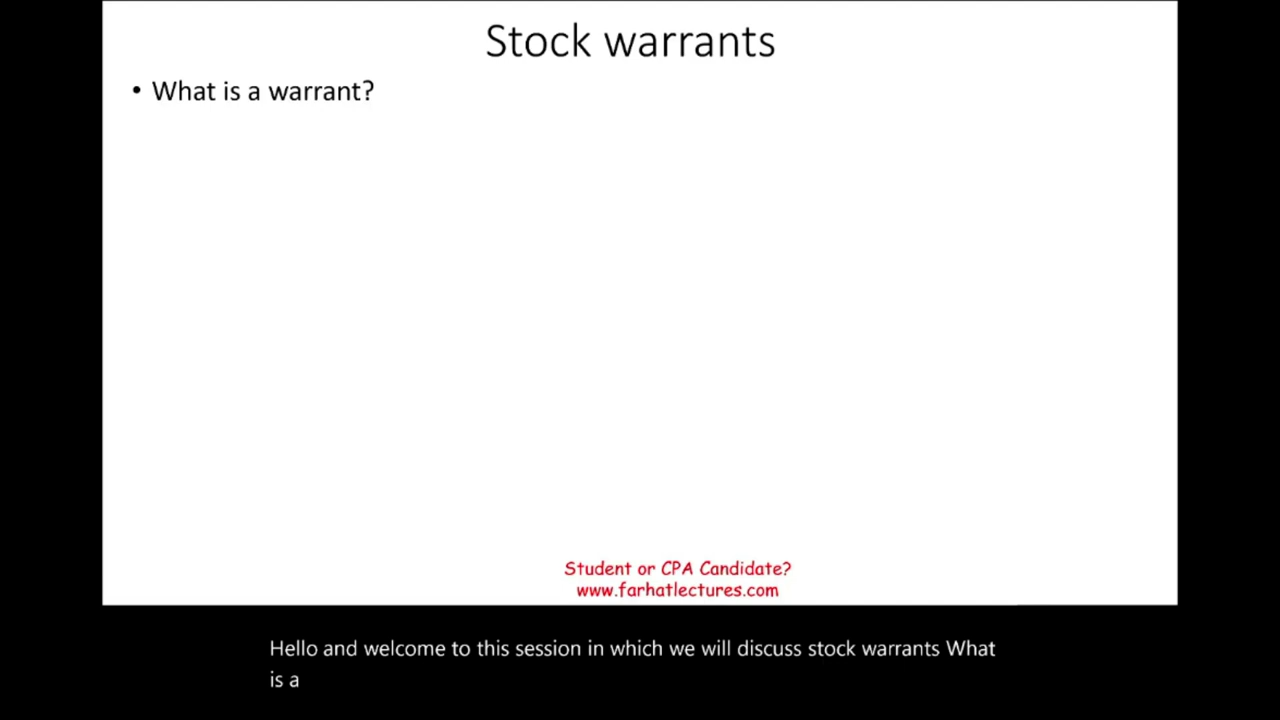 Stock warrants
• What is a warrant?
Student or CPA Candidate?
www.farhatlectures.com
Hello and welcome to this session in which we will discuss stock warrants What
is a